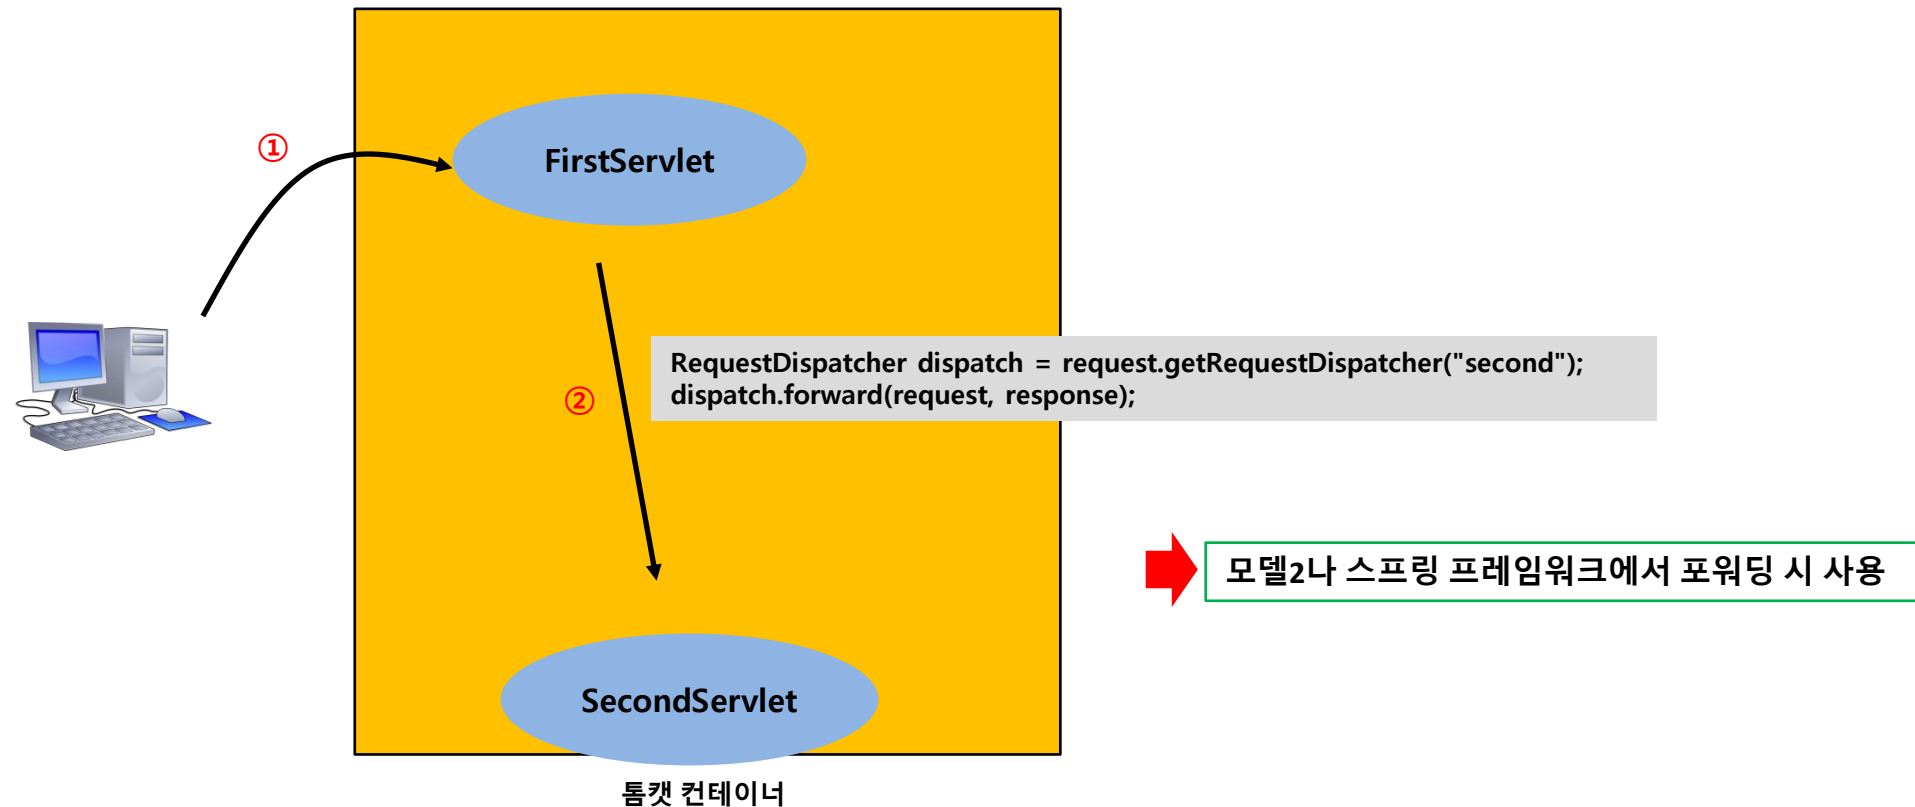 ①
FirstServlet
RequestDispatcher dispatch = request.getRequestDispatcher("second");
dispatch.forward(request, response);
②
모델2나 스프링 프레임워크에서 포워딩 시 사용
SecondServlet
톰캣 컨테이너